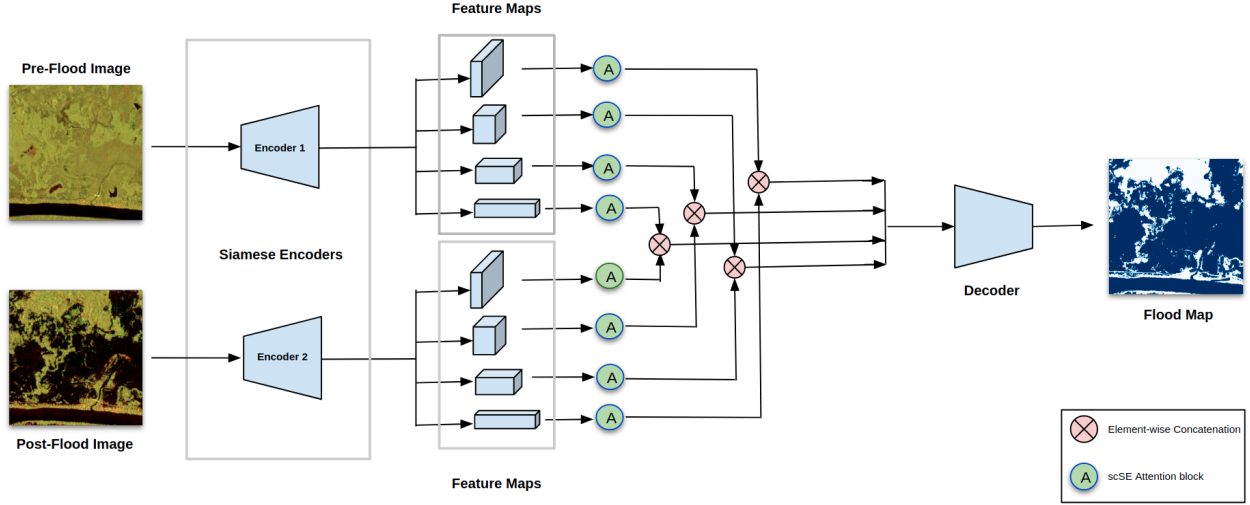 Feature Maps
Pre-Flood Image
A
A
Encoder 1
A
A
Siamese Encoders
A
Decoder
Flood Map
A
Encoder 2
A
A
Post-Flood Image
Feature Maps
Element-wise Concatenation
A
scSE Attention block